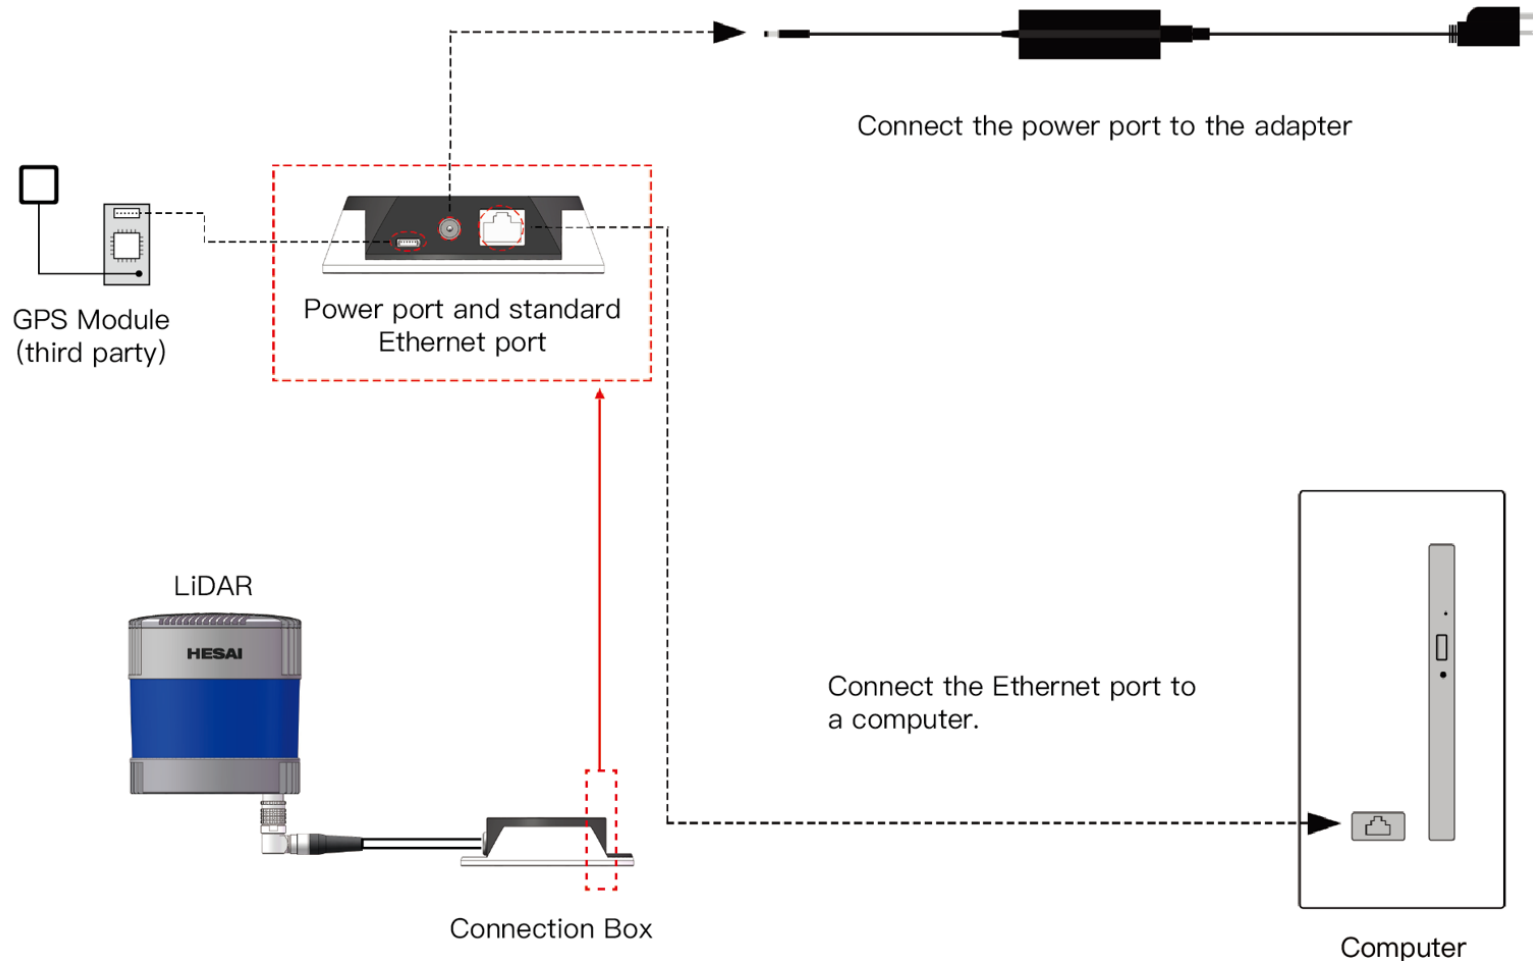 Connect the power port to the adapter
Power port and standard
Ethernet port
GPS Module
(third party)
LiDAR
HESAI
Connect the Ethernet port to
a computer.
Connection Box
Computer